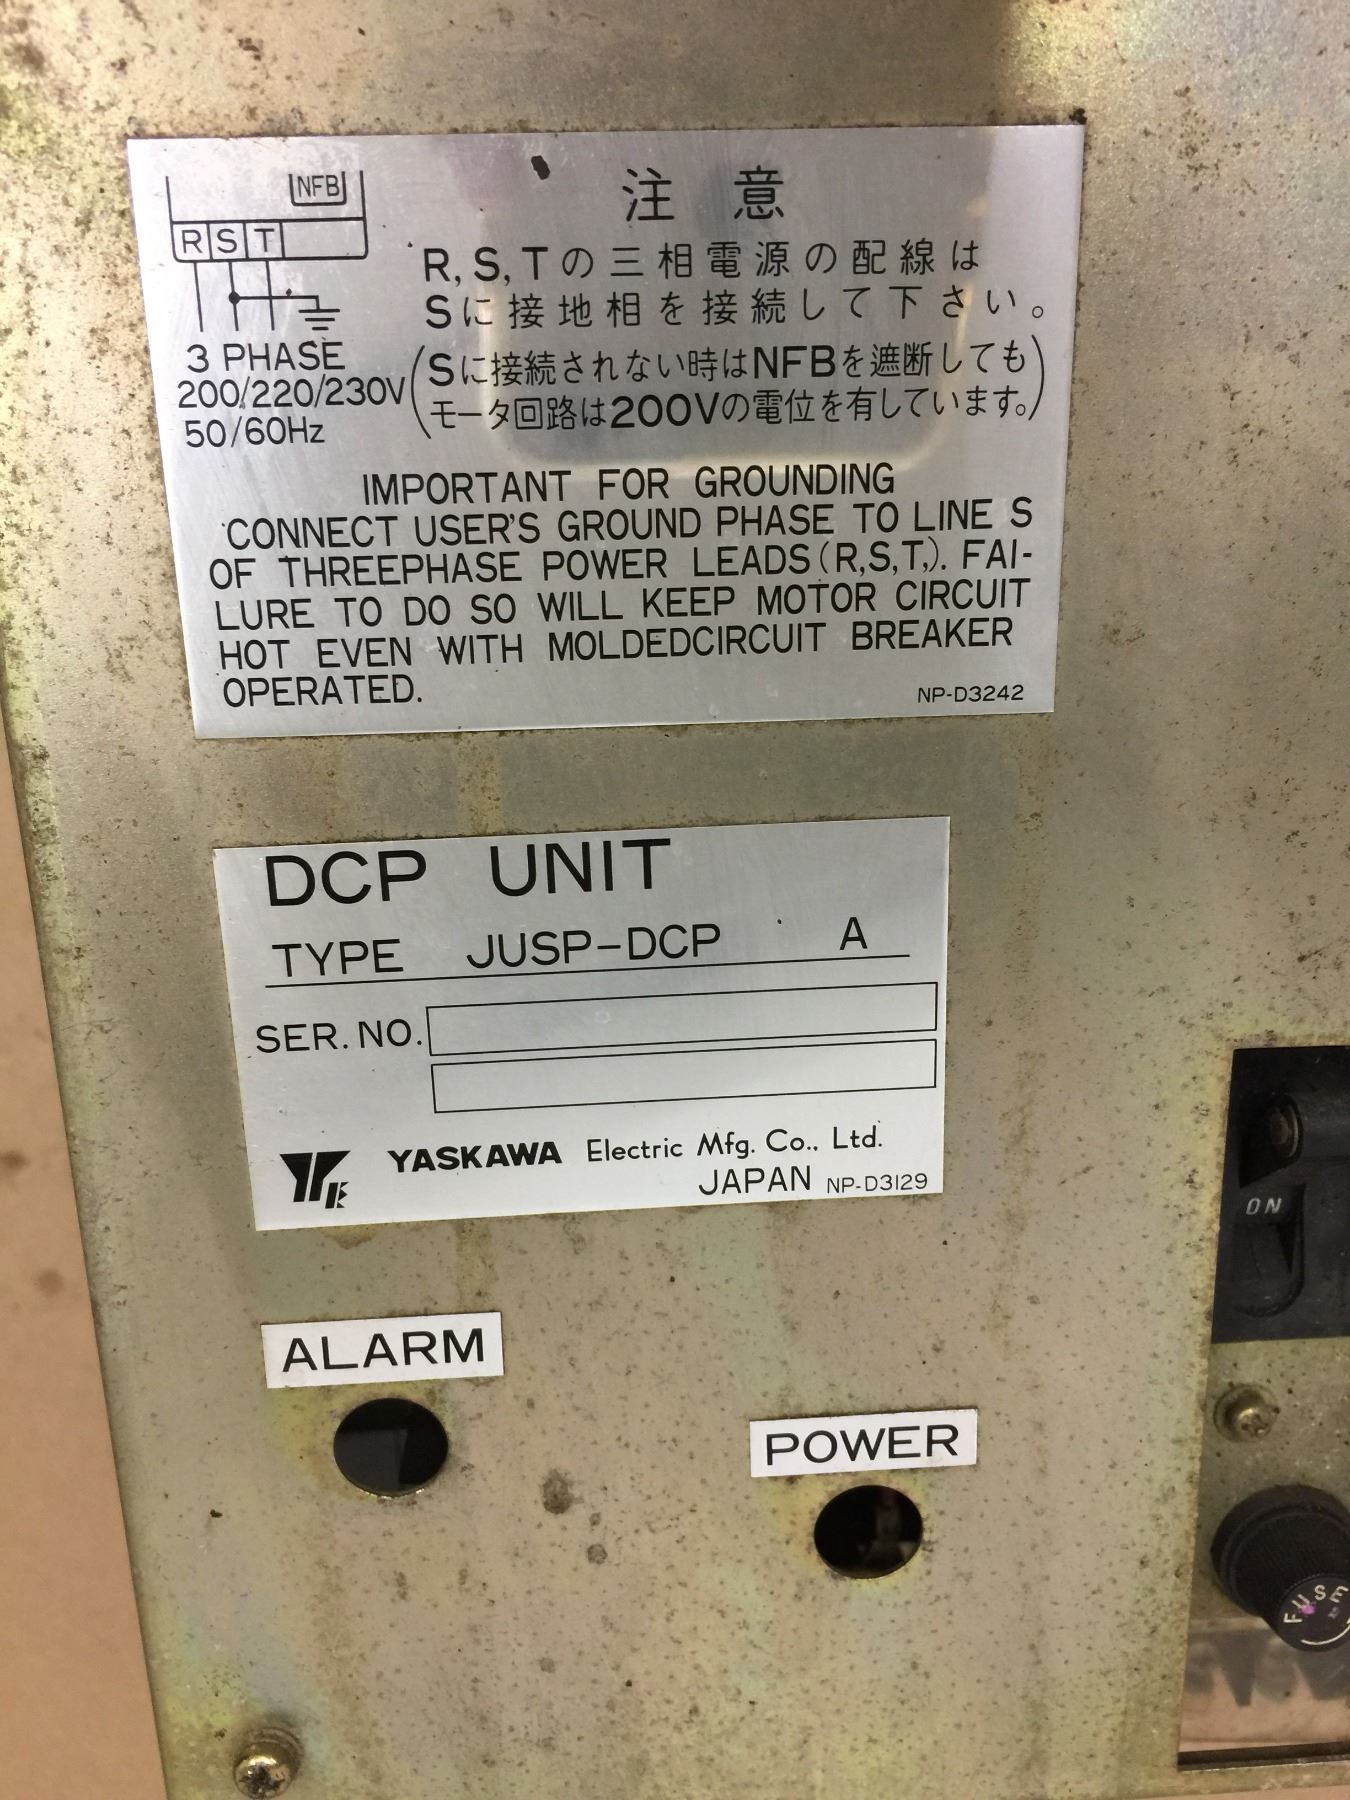 NFB
R S T
3 PHASE
200/220/230V
50/60Hz
注意
R,S,Tの三相電源の配線は
Sに接地相を接続して下さい。
(Sに接続されない時はNFBを遮断しても
モータ回路は200Vの電位を有しています。)
IMPORTANT FOR GROUNDING
CONNECT USER'S GROUND PHASE TO LINE S
OF THREEPHASE POWER LEADS(R,S,T,). FAI-
LURE TO DO SO WILL KEEP MOTOR CIRCUIT
HOT EVEN WITH MOLDEDCIRCUIT BREAKER
OPERATED.
NP-D3242
DCP UNIT
TYPE JUSP-DCP A
SER. NO.
YASKAWA Electric Mfg. Co., Ltd.
JAPAN NP-D3129
ON
ALARM
POWER
FUSE